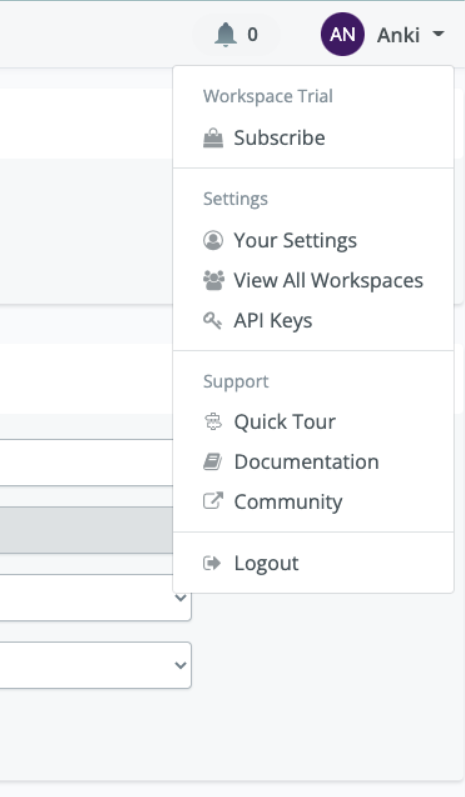 0
AN Anki
Workspace Trial
Subscribe
Settings
Your Settings
View All Workspaces
API Keys
Support
Quick Tour
Documentation
Community
Logout